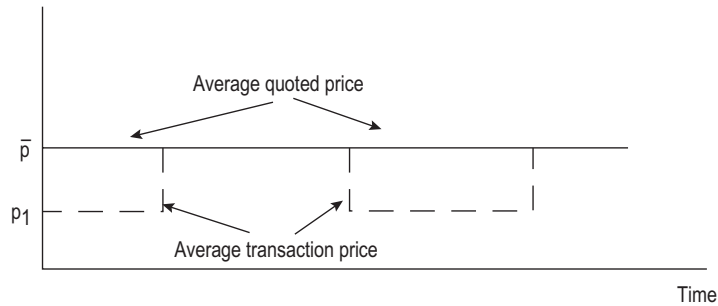 Average quoted price
p̄
p1
Average transaction price
Time